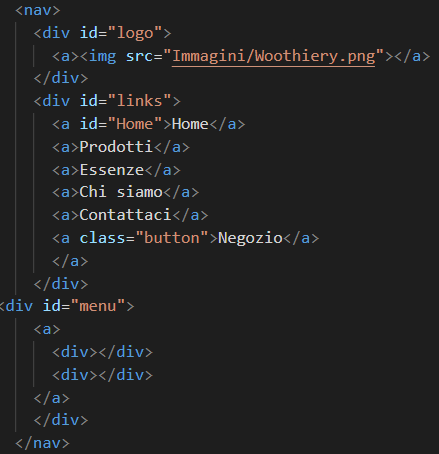 <nav>
<div id="logo">
<a><img src="Immagini/Woothiery.png"></a>
</div>
<div id="links">
<a id="Home">Home</a>
<a>Prodotti</a>
<a>Essenze</a>
<a>Chi siamo</a>
<a>Contattaci</a>
<a class="button">Negozio</a>
</a>
</div>
<div id="menu">
<a>
<div></div>
<div></div>
</a>
</div>
</nav>